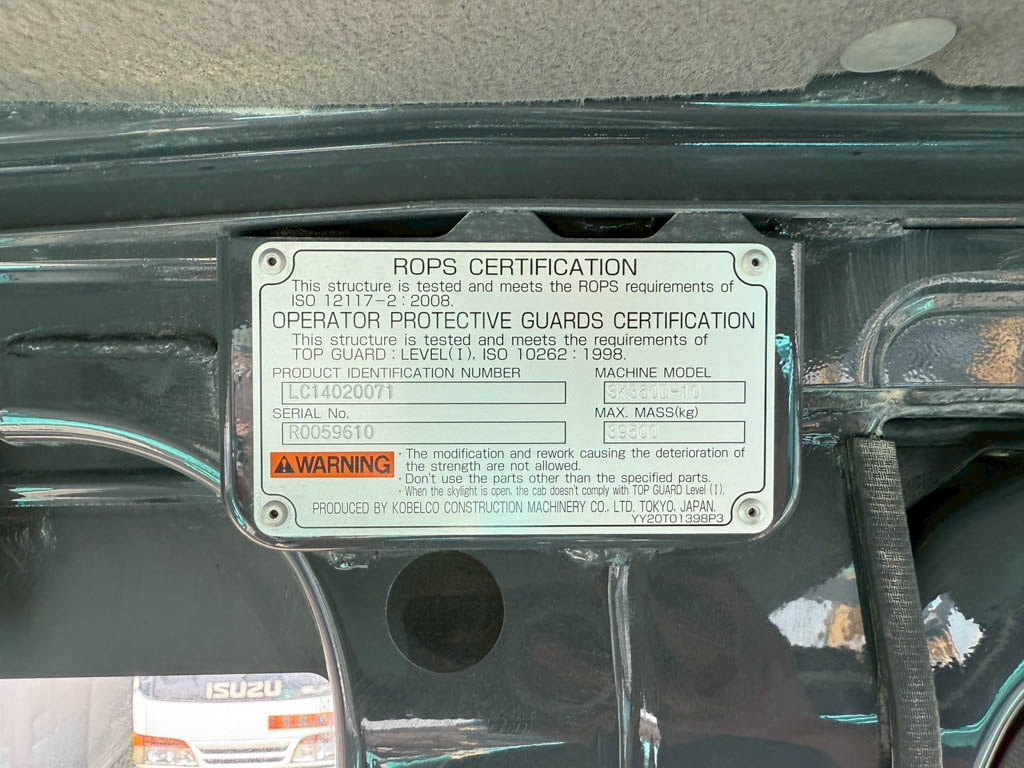 ROPS CERTIFICATION
This structure is tested and meets the ROPS requirements of
ISO 12117-2 : 2008.
OPERATOR PROTECTIVE GUARDS CERTIFICATION
This structure is tested and meets the requirements of
TOP GUARD : LEVEL(I), ISO 10262 : 1998.
PRODUCT IDENTIFICATION NUMBER
LC14020071
MACHINE MODEL
SK350D-10
SERIAL No.
R0059610
MAX. MASS(kg)
39500
WARNING
· The modification and rework causing the deterioration of
the strength are not allowed.
· Don't use the parts other than the specified parts.
· When the skylight is open, the cab doesn't comply with TOP GUARD Level (I).
PRODUCED BY KOBELCO CONSTRUCTION MACHINERY CO., LTD. TOKYO, JAPAN.
YY20T01398P3
ISUZU